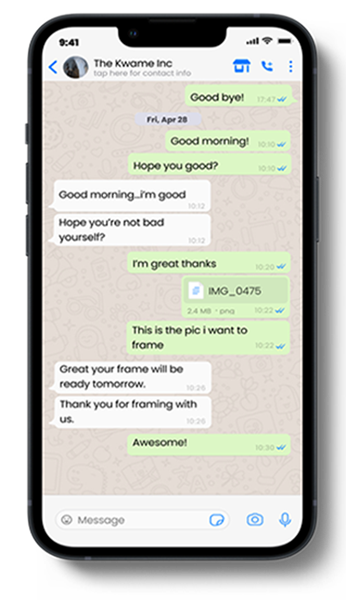 9:41
The Kwame Inc
tap here for contact info
Good bye!
17:47
Fri, Apr 28
Good morning!
10:10
Hope you good?
10:10
Good morning...i'm good
10:12
Hope you're not bad
yourself?
10:12
I'm great thanks
10:20
IMG_0475
2.4 MB · png
10:22
This is the pic i want to
frame
10:22
Great your frame will be
ready tomorrow.
10:26
Thank you for framing with
us.
10:26
Awesome!
10:30
Message